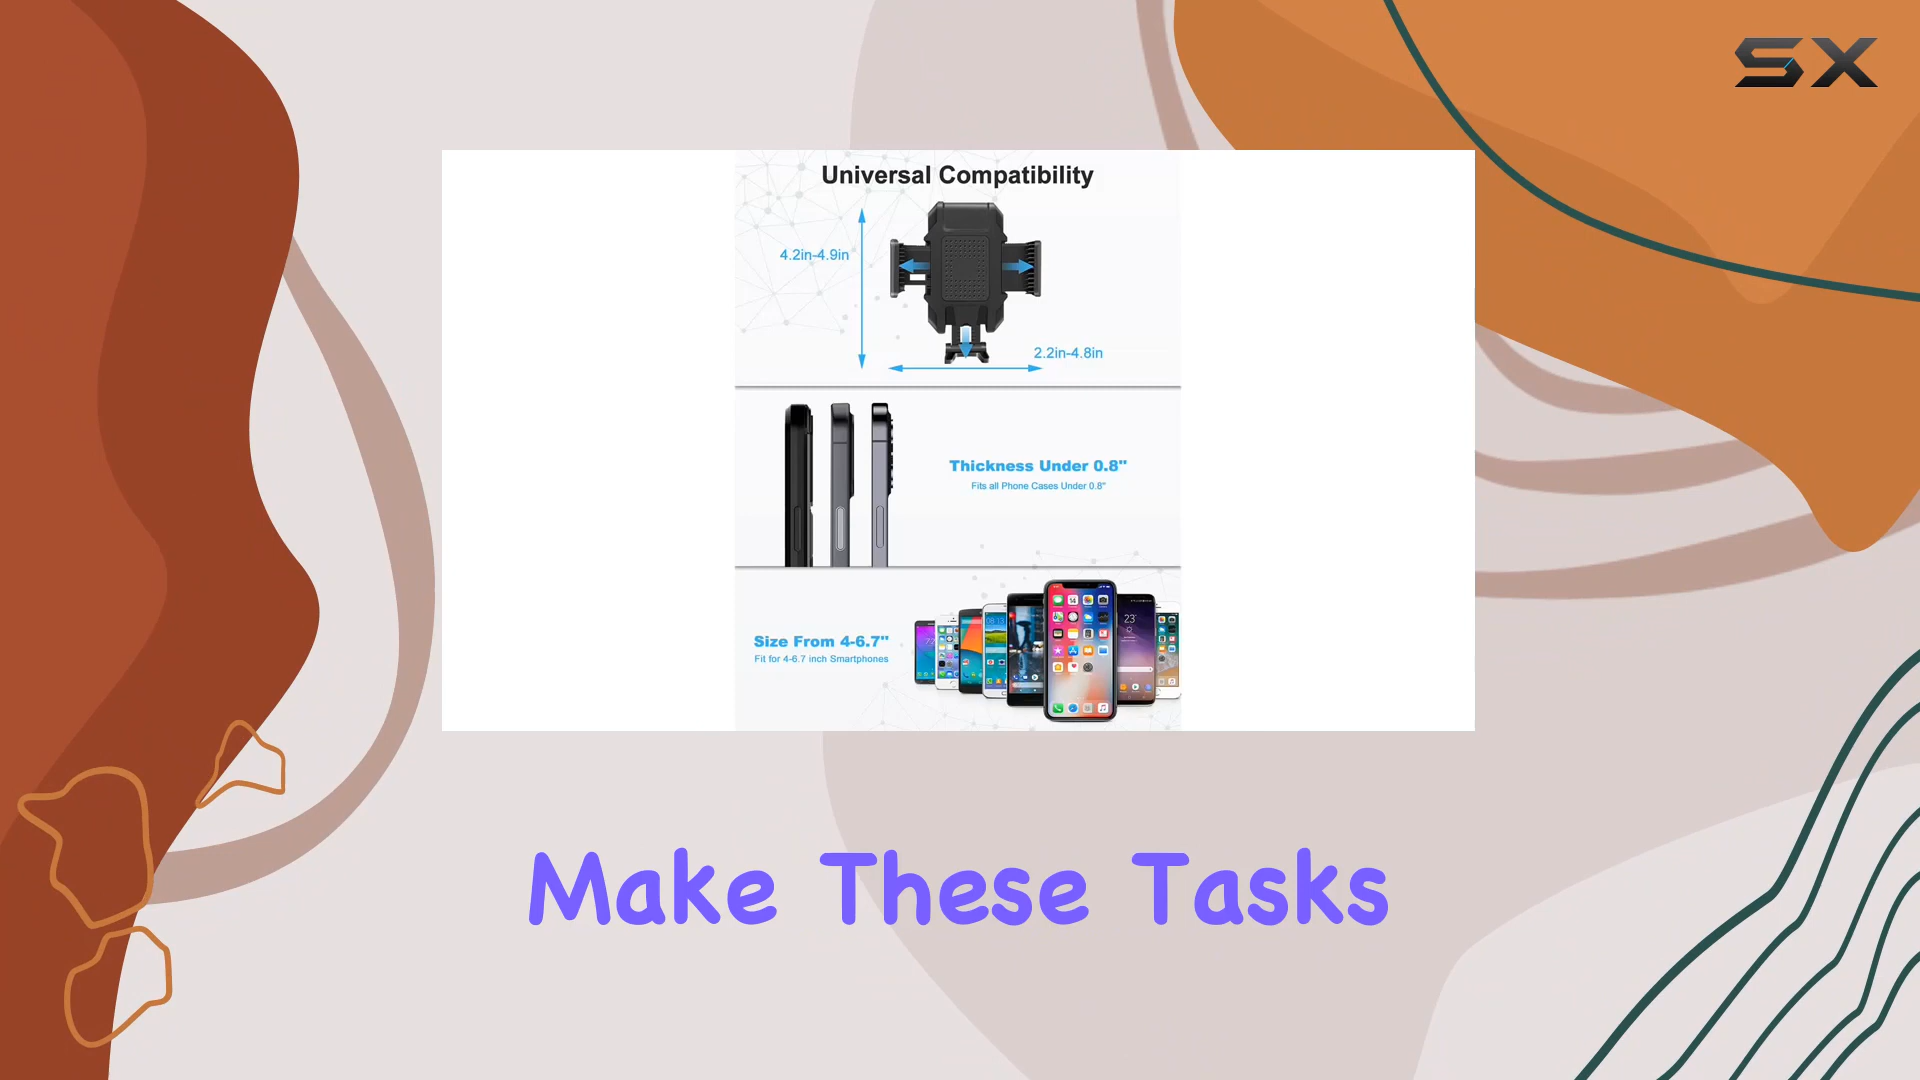 SX
Universal Compatibility
4.2in-4.9in
2.2in-4.8in
Thickness Under 0.8"
Fits all Phone Cases Under 0.8"
Size From 4-6.7"
Fit for 4-6.7 inch Smartphones
Make These Tasks